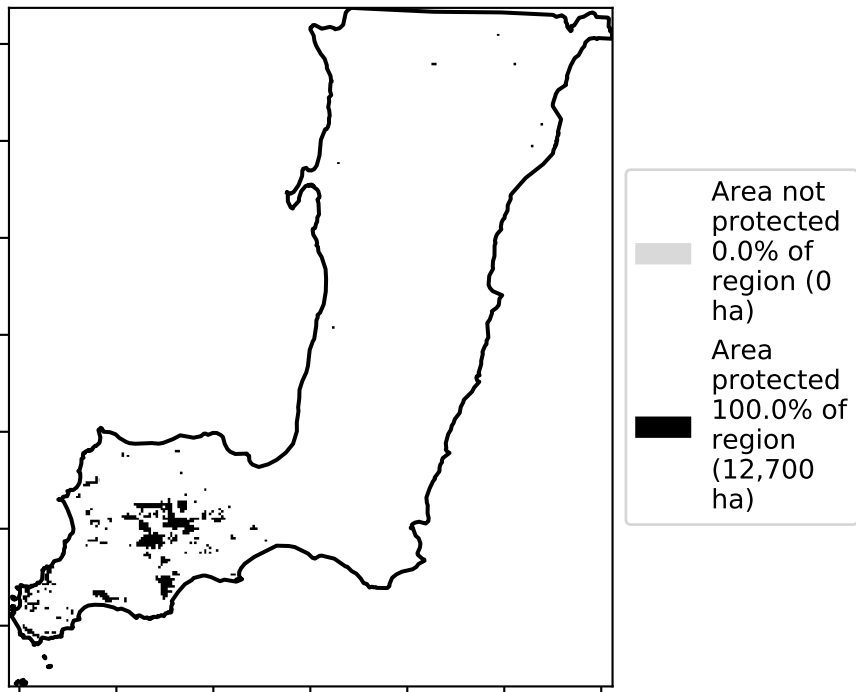 Area not
protected
0.0% of
region (0
ha)
Area
protected
100.0% of
region
(12,700
ha)